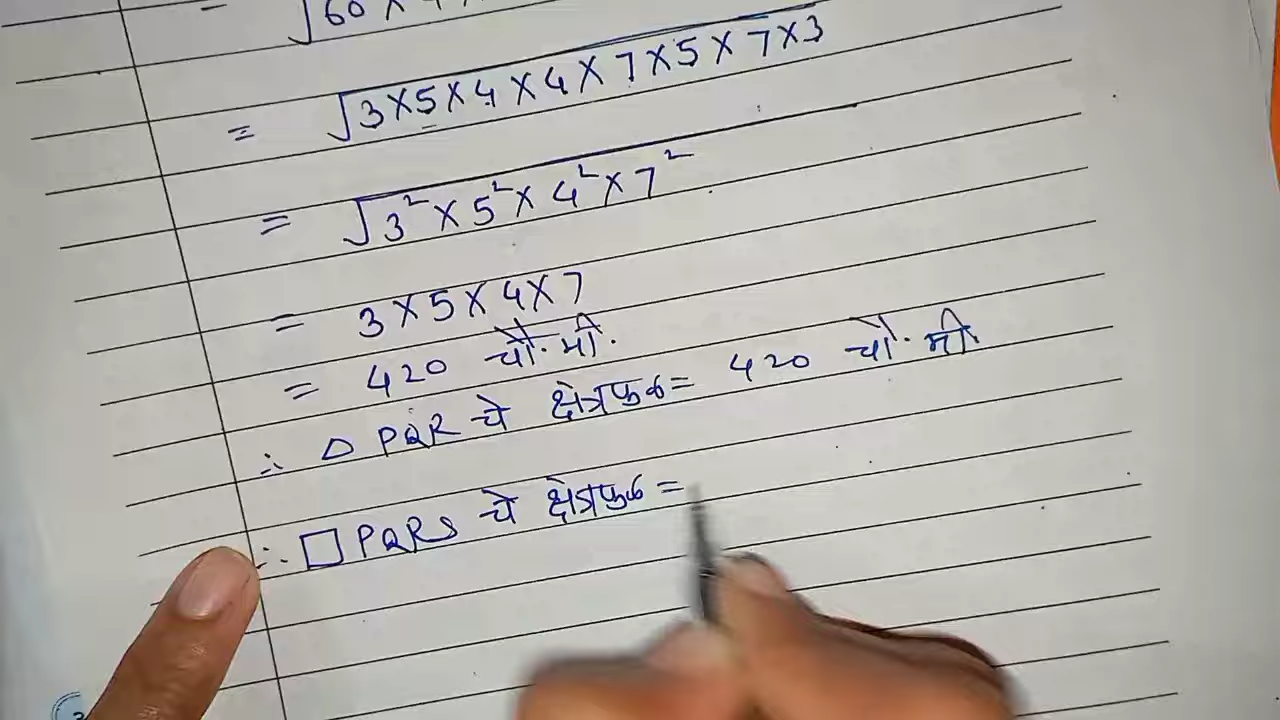 = √60 ×
= √3×5×4×4×7×5×7×3
= √3²×5²×4²×7²
= 3×5×4×7
= 420 चौ.मी.
∴ △ PQR चे क्षेत्रफळ = 420 चौ.मी.
∴ □ PQRS चे क्षेत्रफळ =